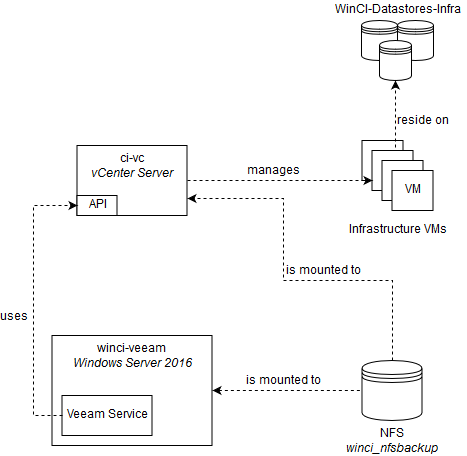 WinCI-Datastores-Infra
reside on
ci-vc
vCenter Server
API
manages
VM
Infrastructure VMs
is mounted to
uses
winci-veeam
Windows Server 2016
Veeam Service
is mounted to
NFS
winci_nfsbackup